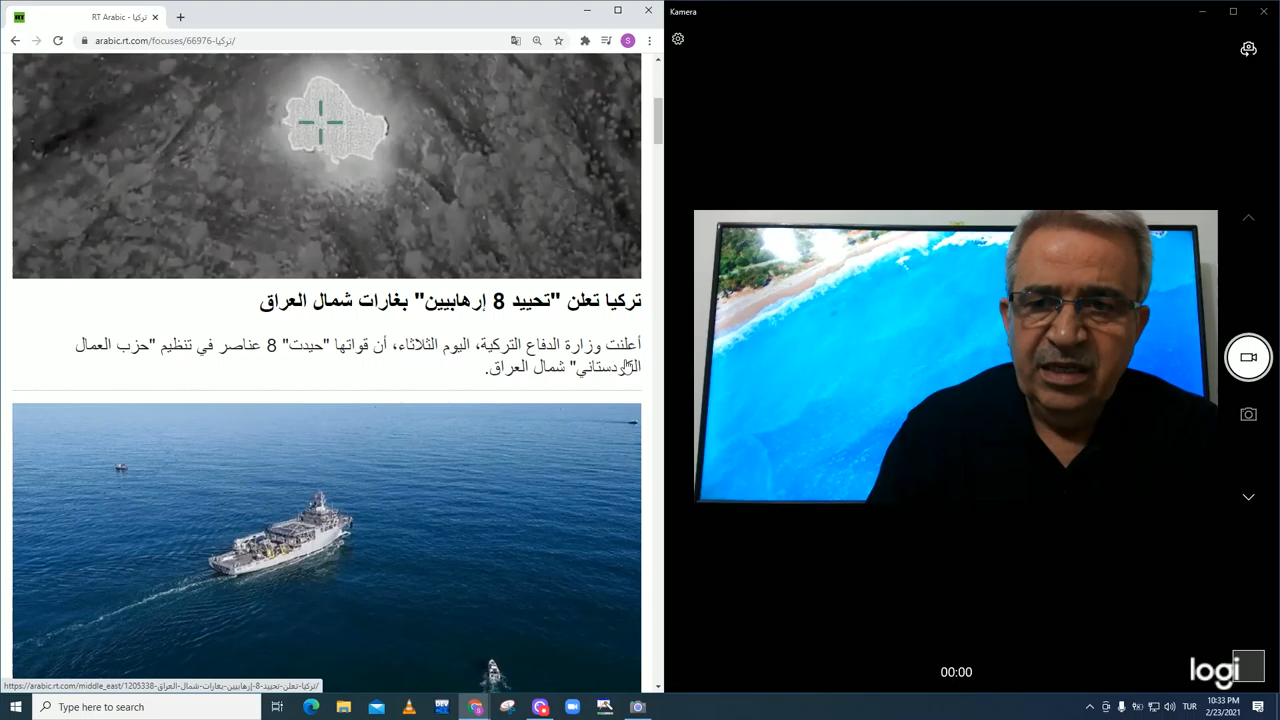 تركيا - RT Arabic
arabic.rt.com/focuses/66976-تركيا/
S
تركيا تعلن "تحييد 8 إرهابيين" بغارات شمال العراق
أعلنت وزارة الدفاع التركية، اليوم الثلاثاء، أن قواتها "حيدت" 8 عناصر في تنظيم "حزب العمال
شمال العراق.
https://arabic.rt.com/middle_east/1205338-تركيا-تعلن-تحييد-8-إرهابيين-بغارات-شمال-العراق/
Kamera
00:00
logi
Type here to search
TUR
10:33 PM
2/23/2021